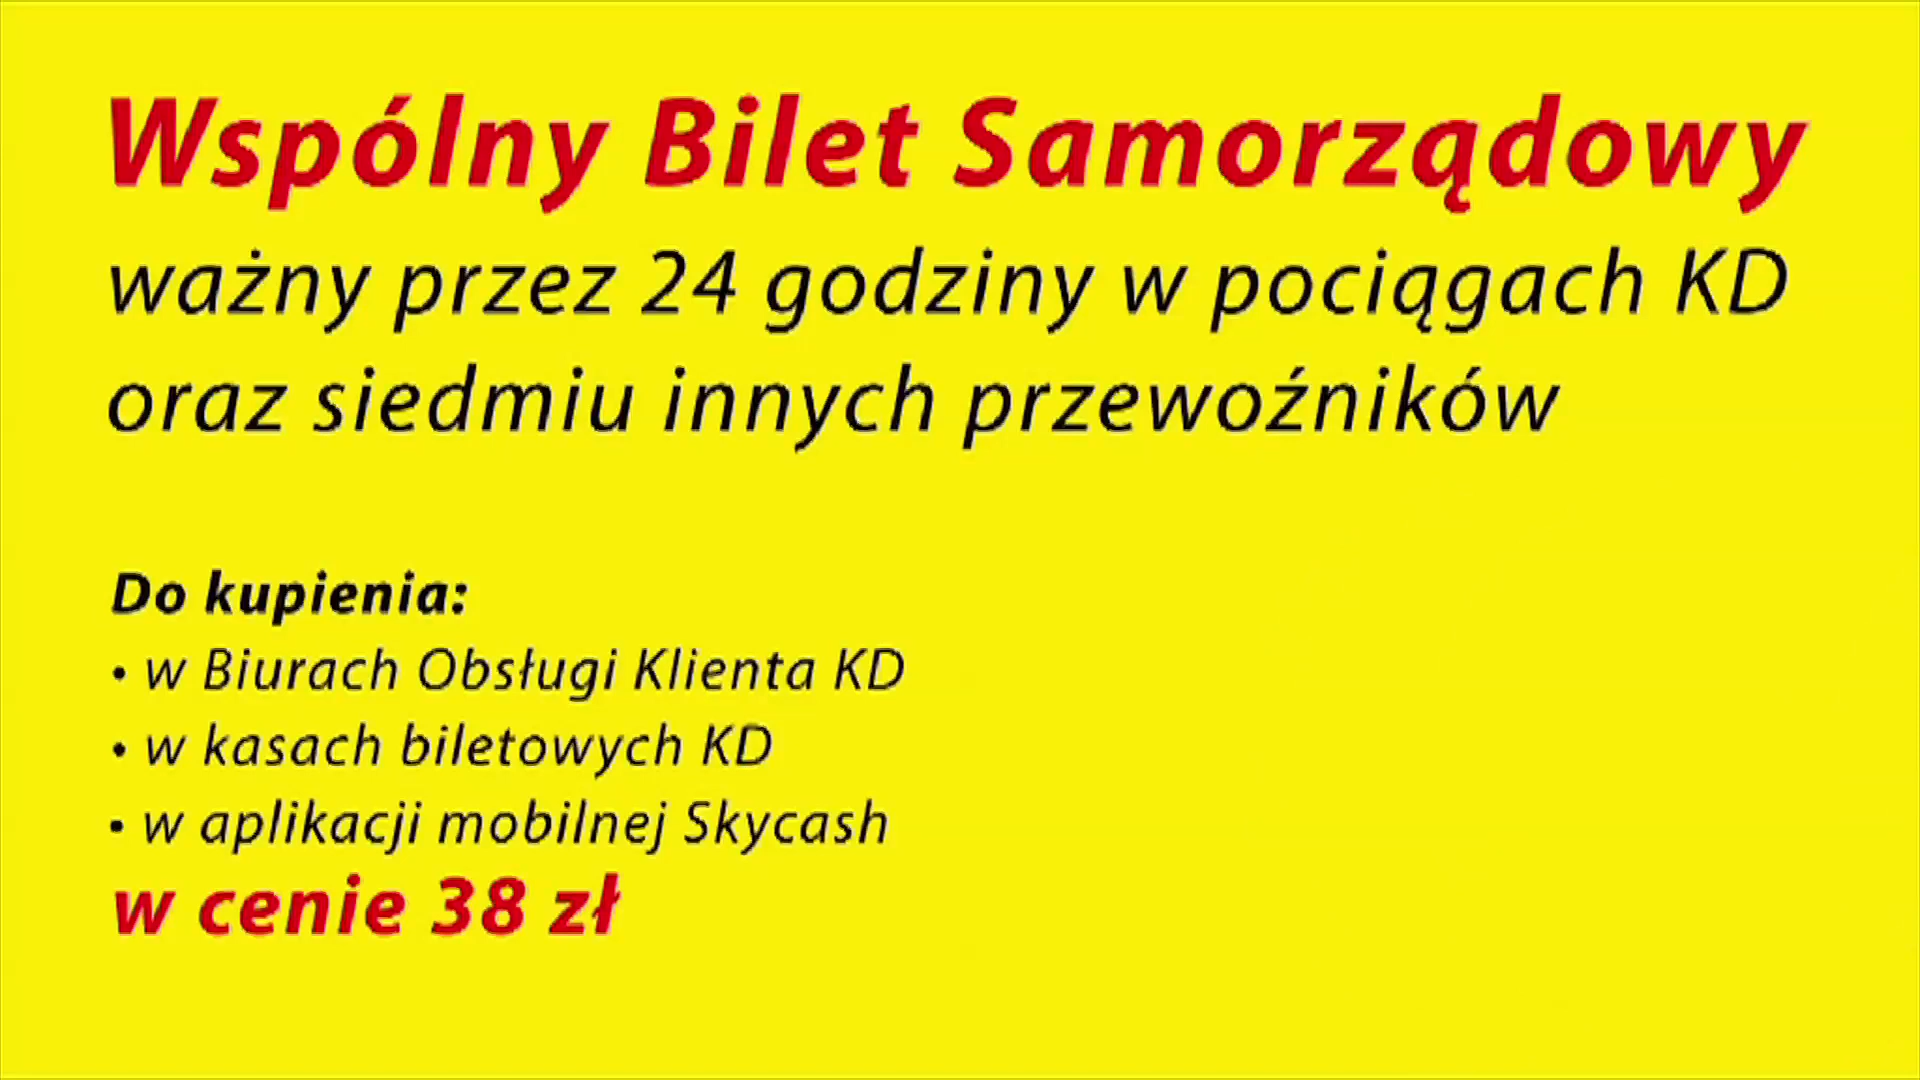 Wspólny Bilet Samorządowy
ważny przez 24 godziny w pociągach KD
oraz siedmiu innych przewoźników
Do kupienia:
• w Biurach Obsługi Klienta KD
• w kasach biletowych KD
• w aplikacji mobilnej Skycash
w cenie 38 zł